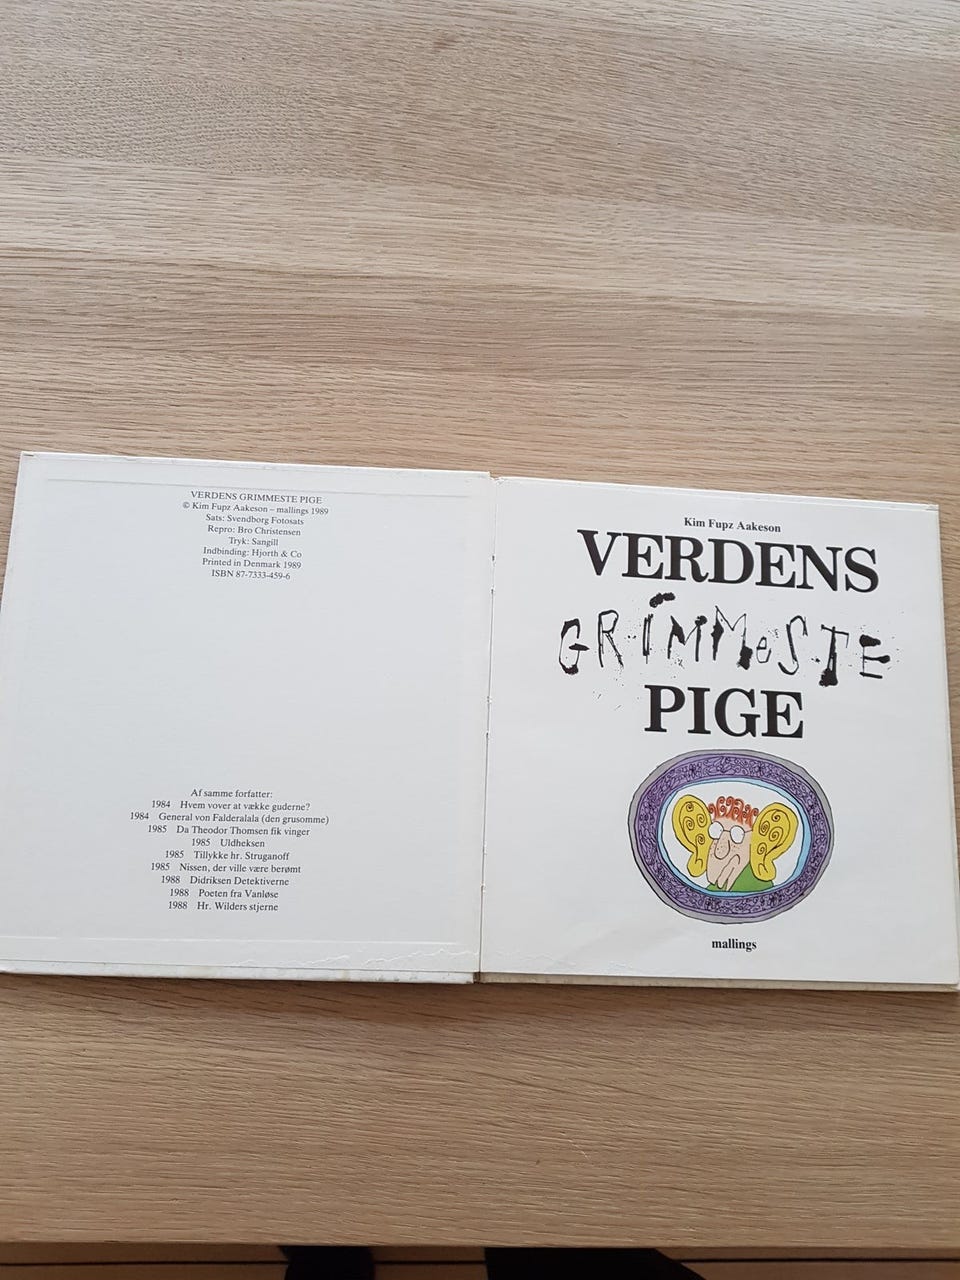 VERDENS GRIMMESTE PIGE
© Kim Fupz Aakeson – mallings 1989
Sats: Svendborg Fotosats
Repro: Bro Christensen
Tryk: Sangill
Indbinding: Hjorth & Co
Printed in Denmark 1989
ISBN 87-7333-459-6
Af samme forfatter:
1984 Hvem vover at vække guderne?
1984 General von Falderalala (den grusomme)
1985 Da Theodor Thomsen fik vinger
1985 Uldheksen
1985 Tillykke hr. Struganoff
1985 Nissen, der ville være berømt
1988 Didriksen Detektiverne
1988 Poeten fra Vanløse
1988 Hr. Wilders stjerne
Kim Fupz Aakeson
VERDENS
GRiMMeSTE
PIGE
mallings